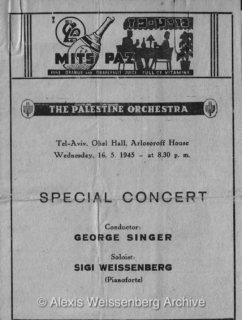 MITS PAZ
PURE ORANGE AND GRAPEFRUIT JUICE FULL OF VITAMINS
THE PALESTINE ORCHESTRA
Tel-Aviv, Ohel Hall, Arlosoroff House
Wednesday, 16. 5. 1945 - at 8.30 p. m.
SPECIAL CONCERT
Conductor:
GEORGE SINGER
Soloist:
SIGI WEISSENBERG
(Pianoforte)
© Alexis Weissenberg Archive